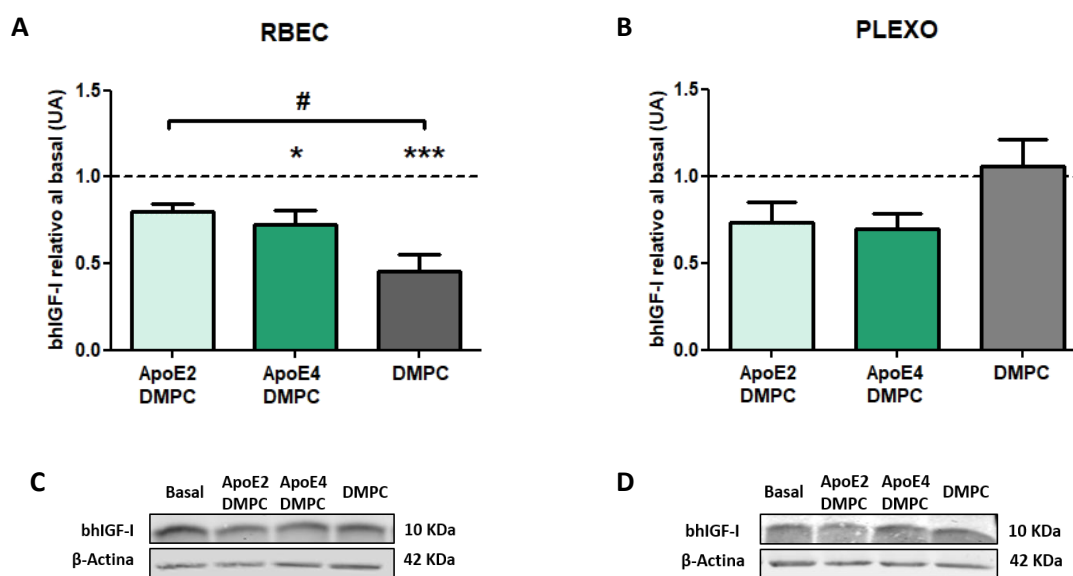 A
RBEC
bhIGF-I relativo al basal (UA)
1.5
1.0
0.5
0.0
#
*
***
ApoE2
DMPC
ApoE4
DMPC
DMPC
B
PLEXO
bhIGF-I relativo al basal (UA)
1.5
1.0
0.5
0.0
ApoE2
DMPC
ApoE4
DMPC
DMPC
C
Basal
ApoE2
DMPC
ApoE4
DMPC
DMPC
bhIGF-I
10 KDa
β-Actina
42 KDa
D
Basal
ApoE2
DMPC
ApoE4
DMPC
DMPC
bhIGF-I
10 KDa
β-Actina
42 KDa